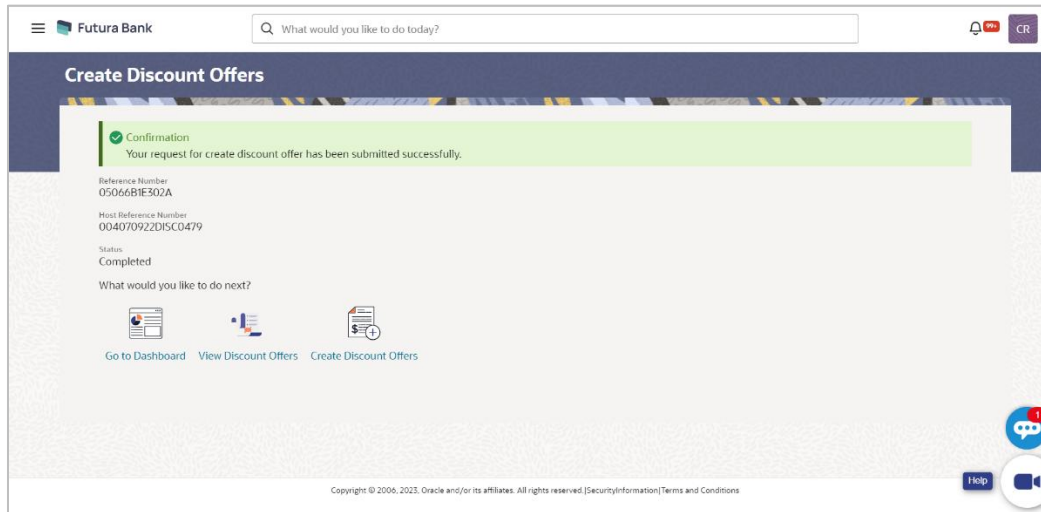 Futura Bank
What would you like to do today?
99+
CR
Create Discount Offers
Confirmation
Your request for create discount offer has been submitted successfully.
Reference Number
05066B1E302A
Host Reference Number
004070922DISC0479
Status
Completed
What would you like to do next?
$
Go to Dashboard View Discount Offers Create Discount Offers
1
Help
Copyright © 2006, 2023, Oracle and/or its affiliates. All rights reserved.|SecurityInformation|Terms and Conditions